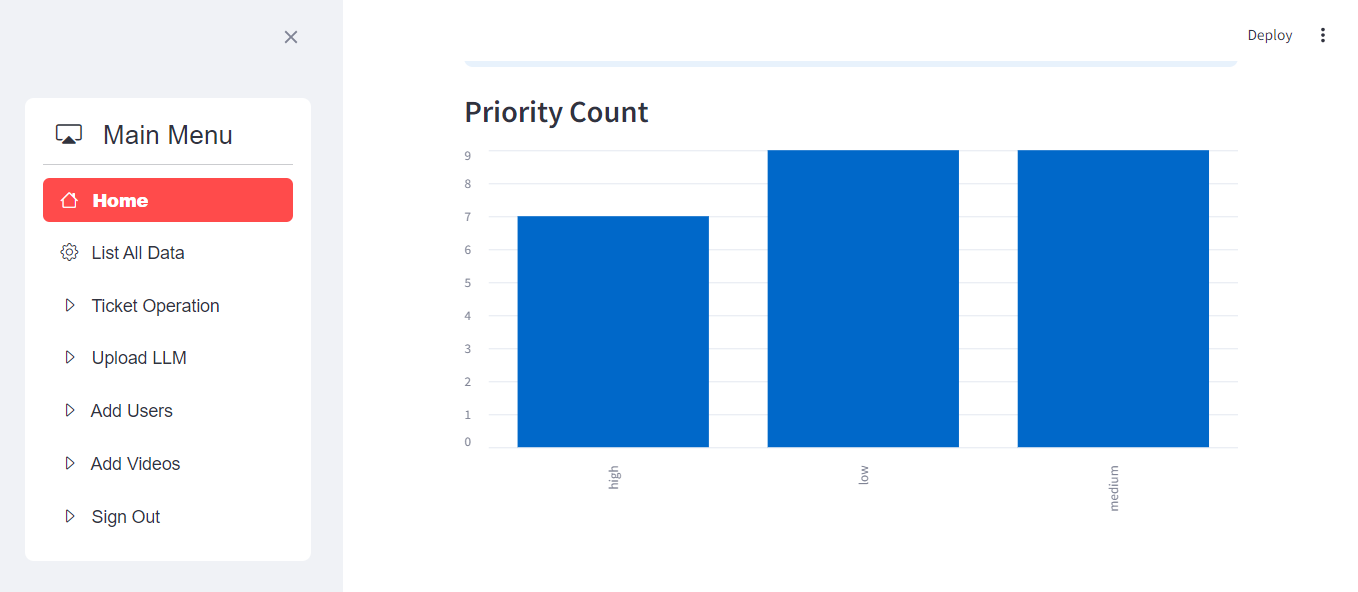 Deploy
Main Menu
Home
List All Data
Ticket Operation
Upload LLM
Add Users
Add Videos
Sign Out
Priority Count
9
8
7
6
5
4
3
2
1
0
high
low
medium